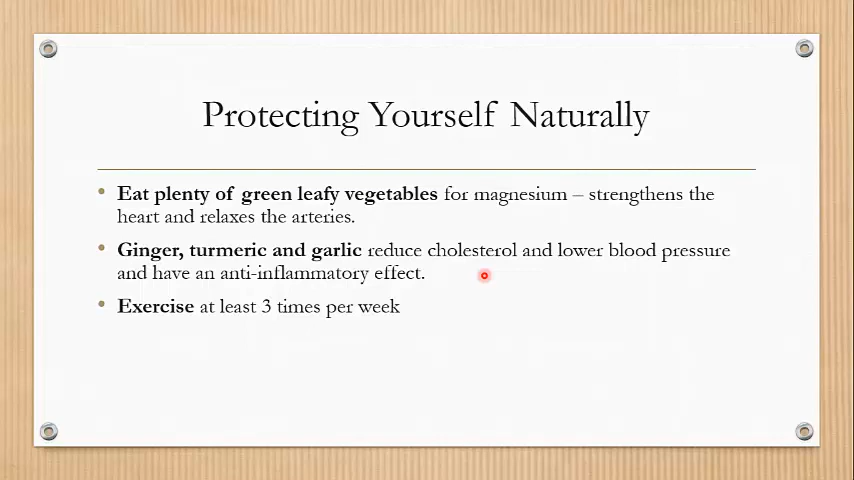 Protecting Yourself Naturally
• Eat plenty of green leafy vegetables for magnesium – strengthens the
heart and relaxes the arteries.
• Ginger, turmeric and garlic reduce cholesterol and lower blood pressure
and have an anti-inflammatory effect.
• Exercise at least 3 times per week